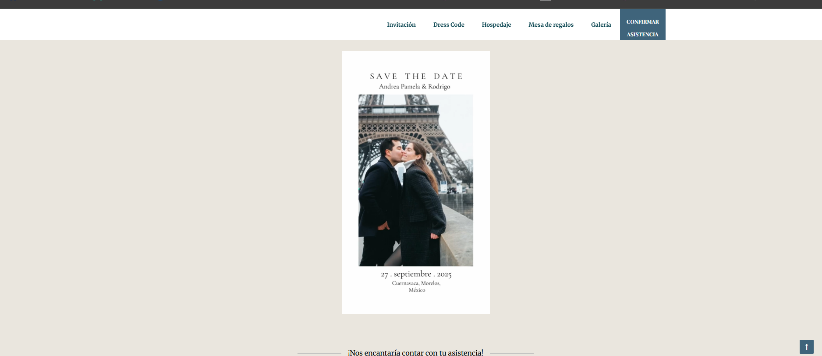 Invitación
Dress Code
Hospedaje
Mesa de regalos
Galería
CONFIRMAR
ASISTENCIA
SAVE THE DATE
Andrea Pamela & Rodrigo
27 . septiembre . 2025
Cuernavaca, Morelos.
México
¡Nos encantaría contar con tu asistencia!